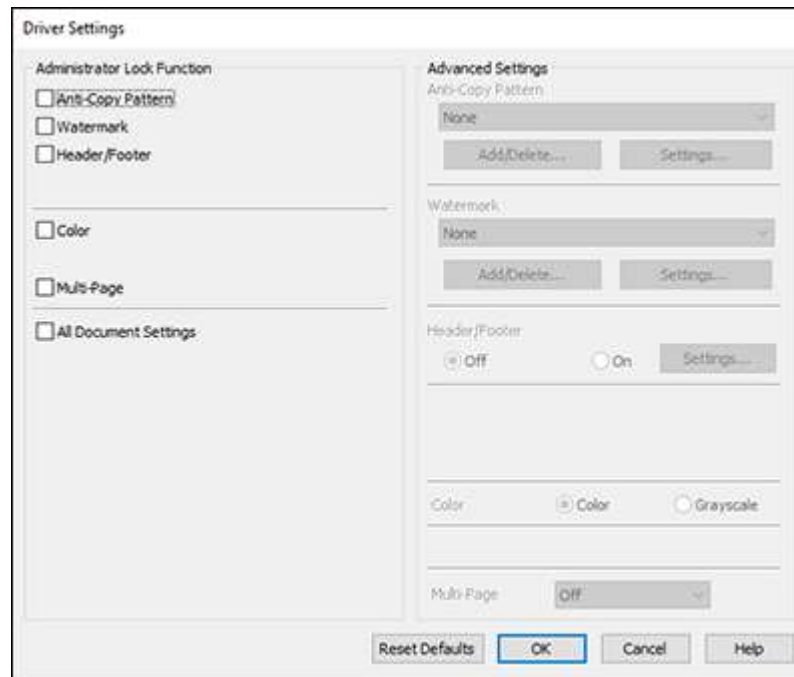 Driver Settings
Administrator Lock Function
Anti-Copy Pattern
Watermark
Header/Footer
Color
Multi-Page
All Document Settings
Advanced Settings
Anti-Copy Pattern
None
Add/Delete... Settings...
Watermark
None
Add/Delete... Settings...
Header/Footer
Off On Settings...
Color Color Grayscale
Multi-Page Off
Reset Defaults OK Cancel Help